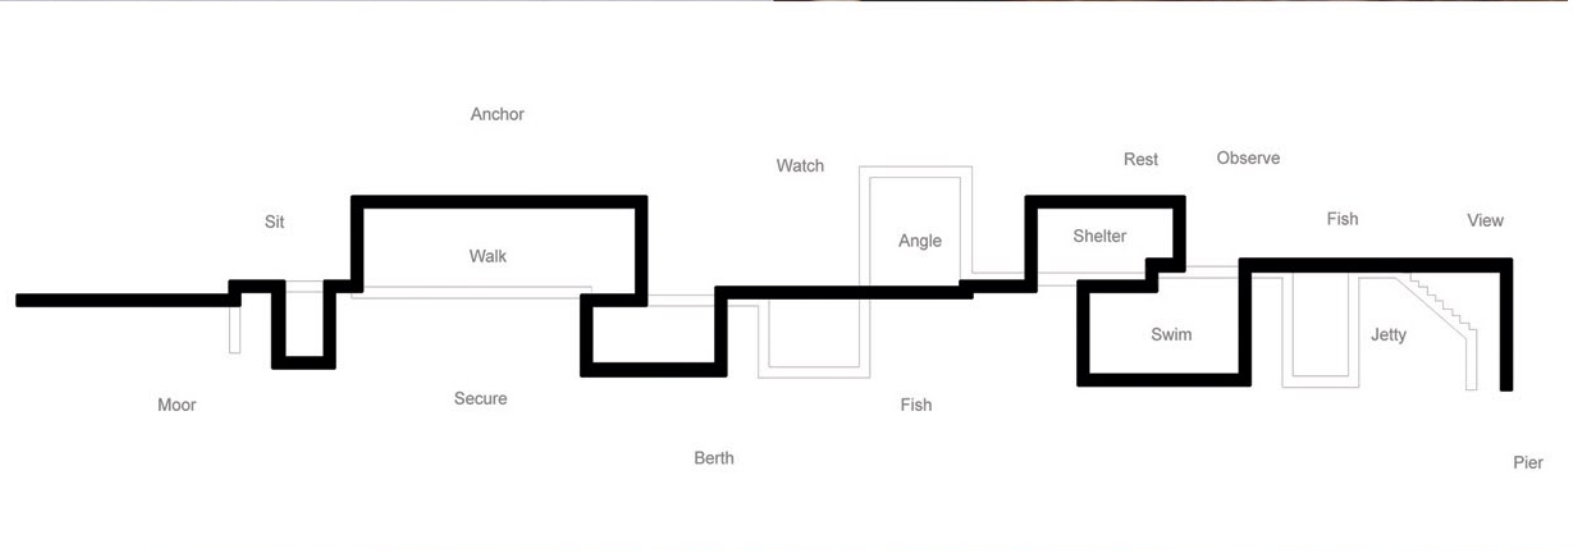 Anchor
Rest
Observe
Watch
Fish
View
Sit
Shelter
Angle
Walk
Swim
Jetty
Secure
Moor
Fish
Berth
Pier